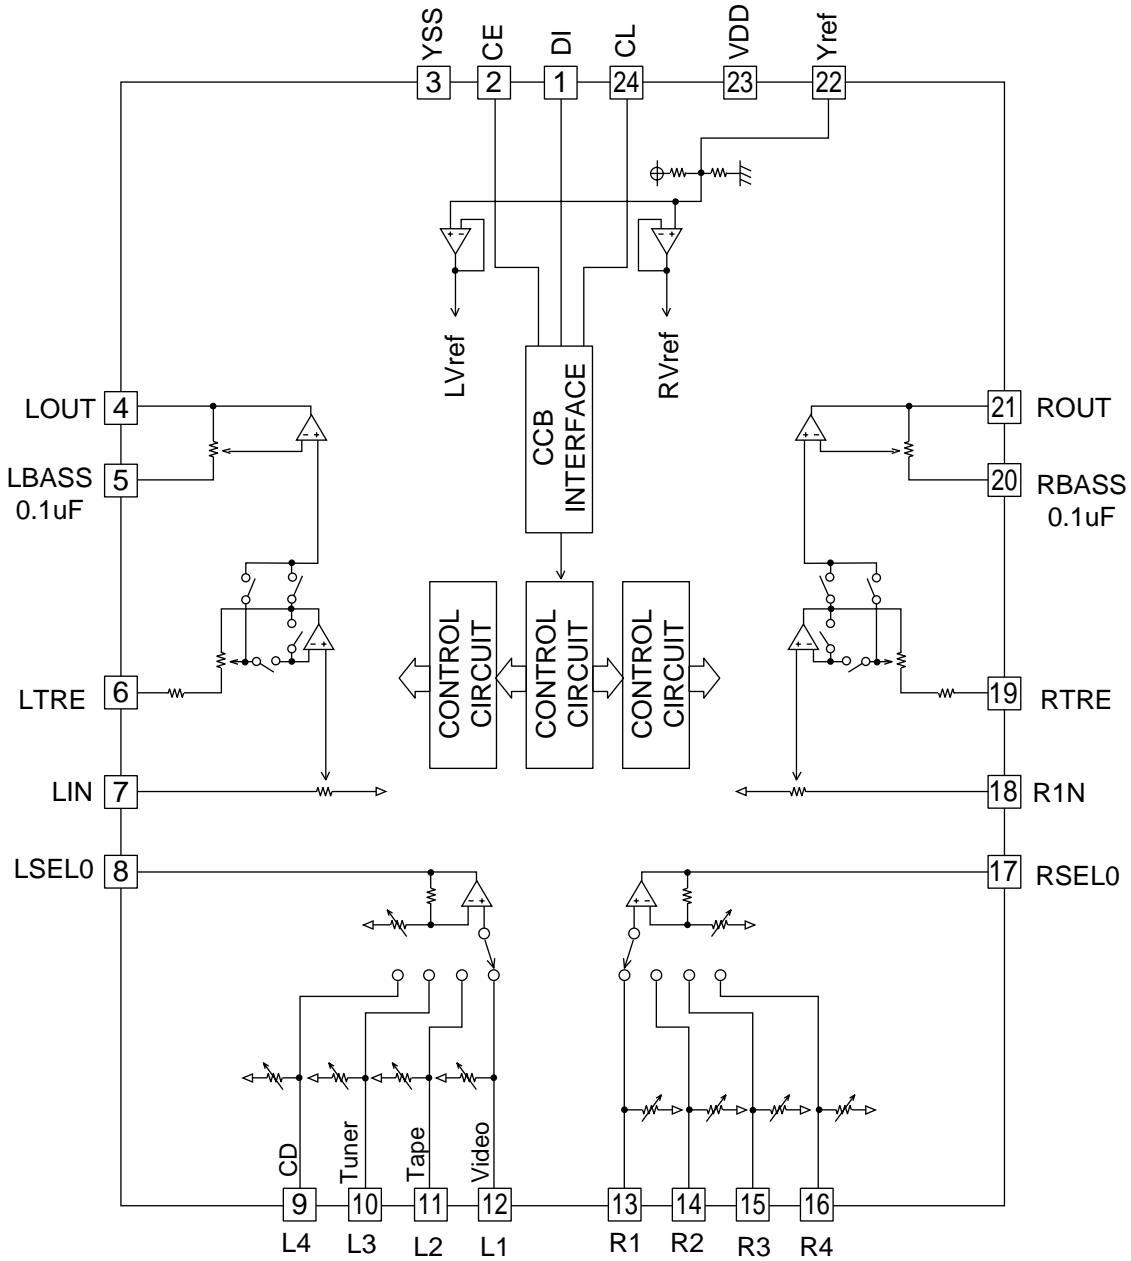 YSS CE DI CL VDD Yref
3 2 1 24 23 22
+ - - +
LVref RVref
CCB
INTERFACE
LOUT 4
- +
LBASS 5
0.1uF
21 ROUT
+ -
20 RBASS
0.1uF
- +
+ -
CONTROL
CIRCUIT
CONTROL
CIRCUIT
CONTROL
CIRCUIT
LTRE 6
19 RTRE
LIN 7
18 R1N
LSEL0 8
17 RSEL0
- +
+ -
CD Tuner Tape Video
9 10 11 12 13 14 15 16
L4 L3 L2 L1 R1 R2 R3 R4